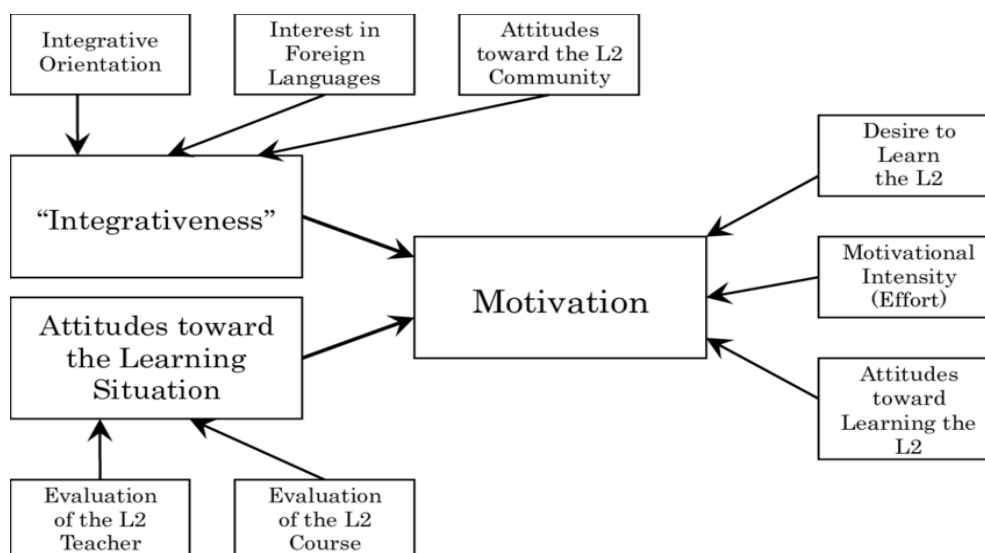 Integrative
Orientation
Interest in
Foreign
Languages
Attitudes
toward the L2
Community
Desire to
Learn
the L2
“Integrativeness”
Motivation
Motivational
Intensity
(Effort)
Attitudes toward
the Learning
Situation
Attitudes
toward
Learning the
L2
Evaluation
of the L2
Teacher
Evaluation
of the L2
Course